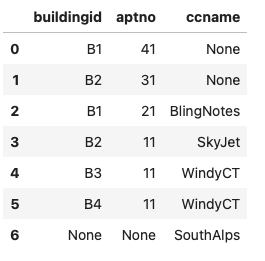 buildingid aptno ccname
0 B1 41 None
1 B2 31 None
2 B1 21 BlingNotes
3 B2 11 SkyJet
4 B3 11 WindyCT
5 B4 11 WindyCT
6 None None SouthAlps